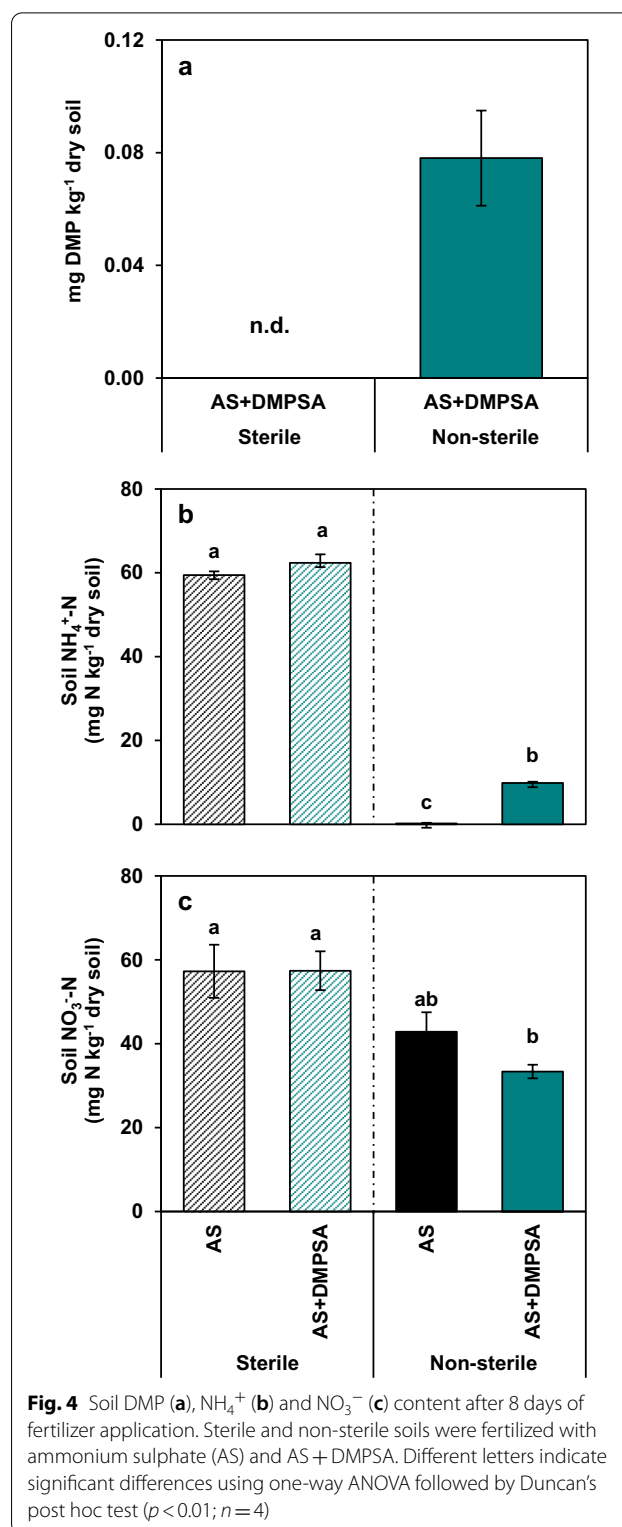 a
mg DMP kg⁻¹ dry soil
0.12
0.08
0.04
0.00
n.d.
AS+DMPSA AS+DMPSA
Sterile Non-sterile
b
Soil NH₄⁺-N
(mg N kg⁻¹ dry soil)
80
60
40
20
0
a a c b
c
Soil NO₃⁻-N
(mg N kg⁻¹ dry soil)
80
60
40
20
0
a a ab b
AS AS+DMPSA AS AS+DMPSA
Sterile Non-sterile
Fig. 4 Soil DMP (a), NH₄⁺ (b) and NO₃⁻ (c) content after 8 days of
fertilizer application. Sterile and non-sterile soils were fertilized with
ammonium sulphate (AS) and AS + DMPSA. Different letters indicate
significant differences using one-way ANOVA followed by Duncan's
post hoc test (p < 0.01; n = 4)